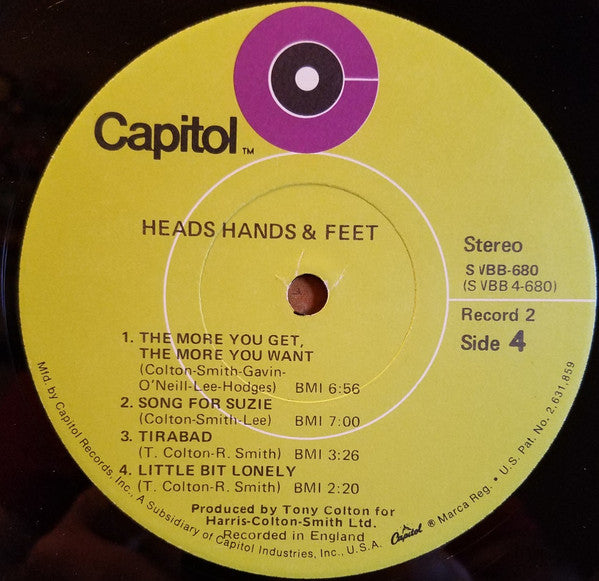 Capitol TM
HEADS HANDS & FEET
Stereo
SVBB-680
(SVBB 4-680)
Record 2
Side 4
1. THE MORE YOU GET,
THE MORE YOU WANT
(Colton-Smith-Gavin-
O'Neill-Lee-Hodges) BMI 6:56
2. SONG FOR SUZIE
(Colton-Smith-Lee) BMI 7:00
3. TIRABAD
(T. Colton-R. Smith) BMI 3:26
4. LITTLE BIT LONELY
(T. Colton-R. Smith) BMI 2:20
Produced by Tony Colton for
Harris-Colton-Smith Ltd.
Recorded in England
Mfd. by Capitol Records, Inc., A Subsidiary of Capitol Industries, Inc., U.S.A. Capitol ® Marca Reg. • U.S. Pat. No. 2,631,859